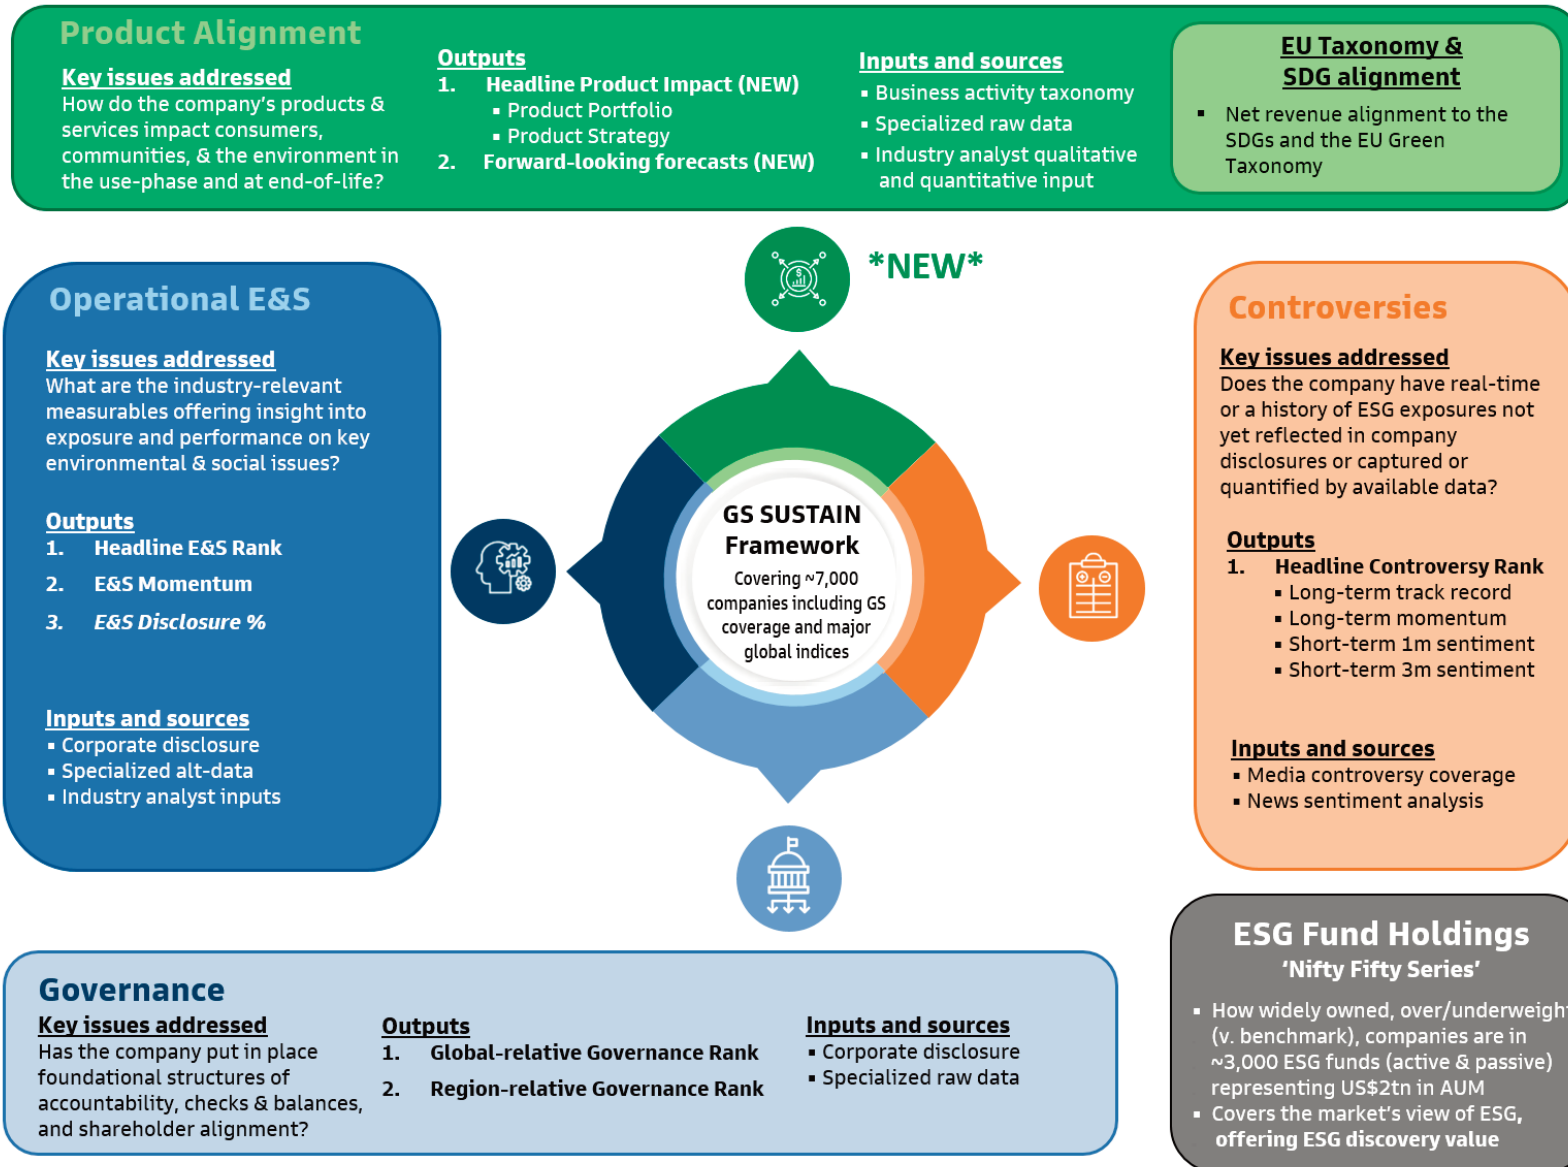 Product Alignment
Key issues addressed
How do the company's products &
services impact consumers,
communities, & the environment in
the use-phase and at end-of-life?
Outputs
1. Headline Product Impact (NEW)
▪ Product Portfolio
▪ Product Strategy
2. Forward-looking forecasts (NEW)
Inputs and sources
▪ Business activity taxonomy
▪ Specialized raw data
▪ Industry analyst qualitative
and quantitative input
EU Taxonomy &
SDG alignment
▪ Net revenue alignment to the
SDGs and the EU Green
Taxonomy
*NEW*
Operational E&S
Key issues addressed
What are the industry-relevant
measurables offering insight into
exposure and performance on key
environmental & social issues?
Outputs
1. Headline E&S Rank
2. E&S Momentum
3. E&S Disclosure %
Inputs and sources
▪ Corporate disclosure
▪ Specialized alt-data
▪ Industry analyst inputs
GS SUSTAIN
Framework
Covering ~7,000
companies including GS
coverage and major
global indices
Controversies
Key issues addressed
Does the company have real-time
or a history of ESG exposures not
yet reflected in company
disclosures or captured or
quantified by available data?
Outputs
1. Headline Controversy Rank
▪ Long-term track record
▪ Long-term momentum
▪ Short-term 1m sentiment
▪ Short-term 3m sentiment
Inputs and sources
▪ Media controversy coverage
▪ News sentiment analysis
Governance
Key issues addressed
Has the company put in place
foundational structures of
accountability, checks & balances,
and shareholder alignment?
Outputs
1. Global-relative Governance Rank
2. Region-relative Governance Rank
Inputs and sources
▪ Corporate disclosure
▪ Specialized raw data
ESG Fund Holdings
'Nifty Fifty Series'
▪ How widely owned, over/underweight
(v. benchmark), companies are in
~3,000 ESG funds (active & passive)
representing US$2tn in AUM
▪ Covers the market's view of ESG,
offering ESG discovery value